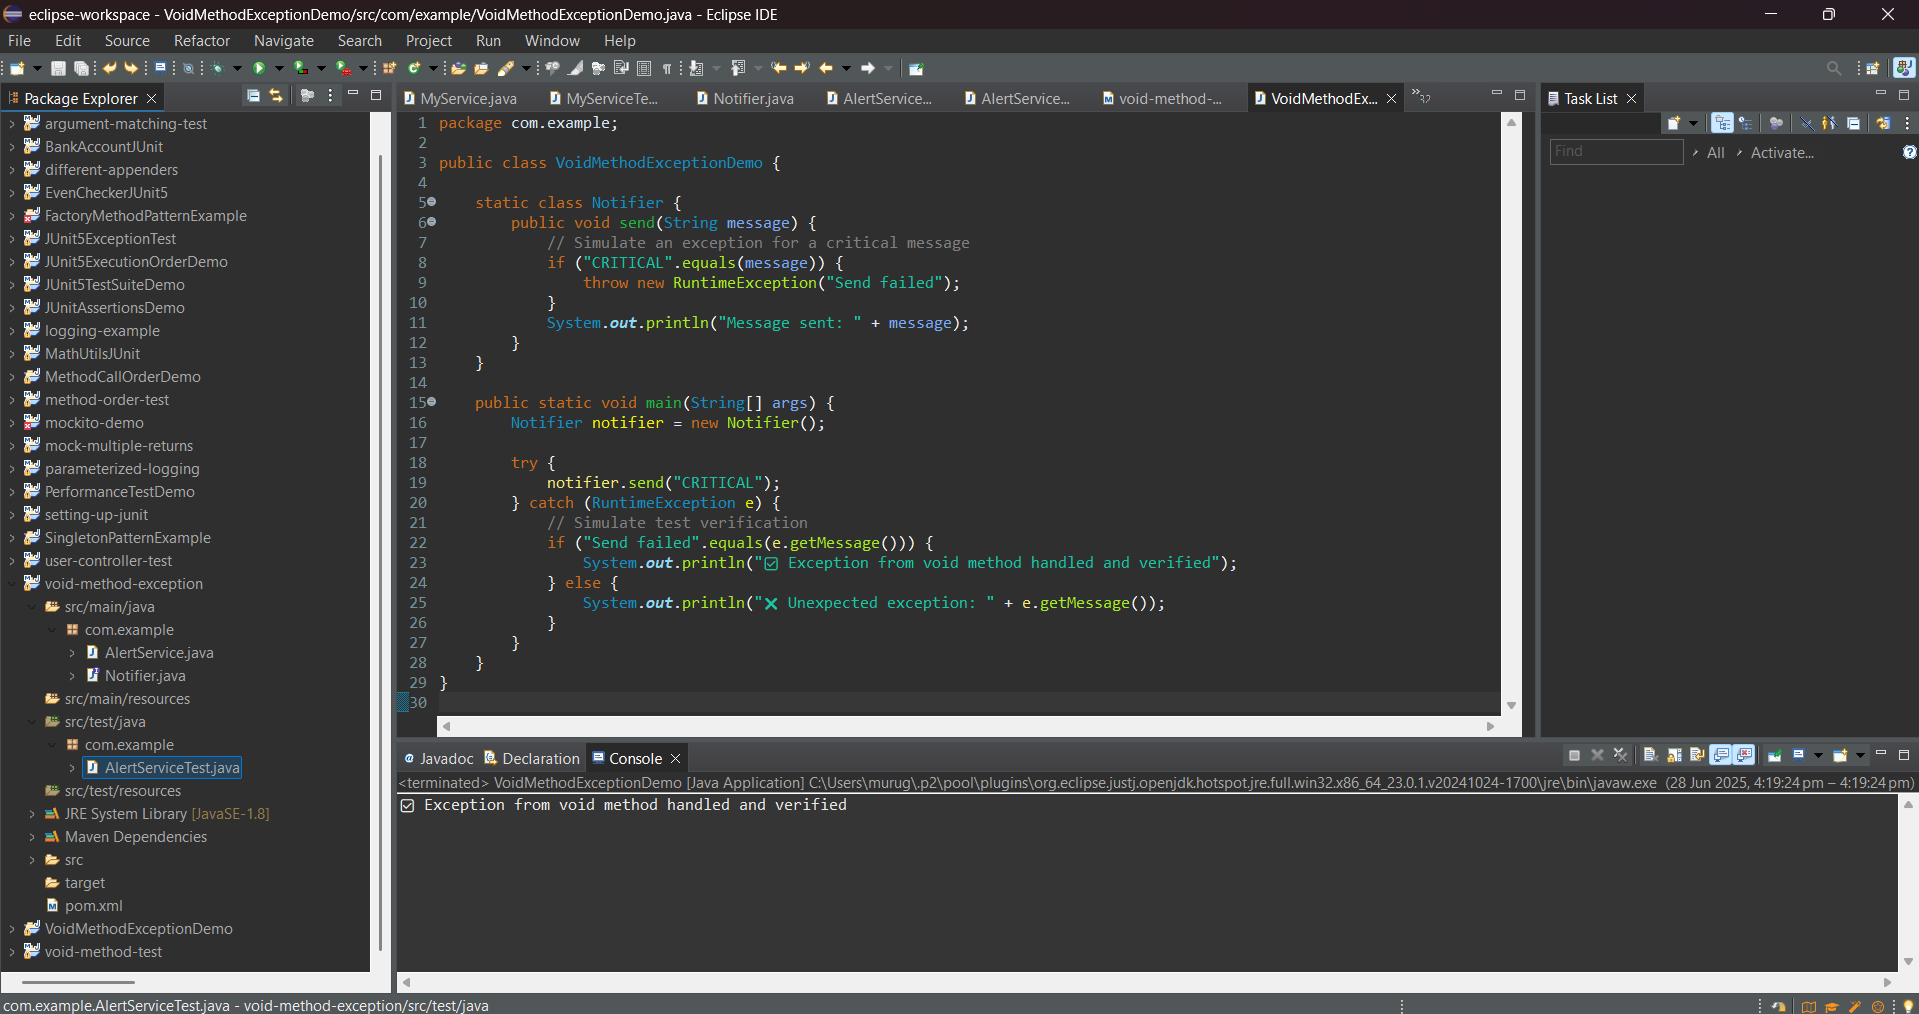 eclipse-workspace - VoidMethodExceptionDemo/src/com/example/VoidMethodExceptionDemo.java - Eclipse IDE
File Edit Source Refactor Navigate Search Project Run Window Help
Package Explorer
argument-matching-test
BankAccountJUnit
different-appenders
EvenCheckerJUnit5
FactoryMethodPatternExample
JUnit5ExceptionTest
JUnit5ExecutionOrderDemo
JUnit5TestSuiteDemo
JUnitAssertionsDemo
logging-example
MathUtilsJUnit
MethodCallOrderDemo
method-order-test
mockito-demo
mock-multiple-returns
parameterized-logging
PerformanceTestDemo
setting-up-junit
SingletonPatternExample
user-controller-test
void-method-exception
src/main/java
com.example
AlertService.java
Notifier.java
src/main/resources
src/test/java
com.example
AlertServiceTest.java
src/test/resources
JRE System Library [JavaSE-1.8]
Maven Dependencies
src
target
pom.xml
VoidMethodExceptionDemo
void-method-test
MyService.java MyServiceTe... Notifier.java AlertService... AlertService... void-method-... VoidMethodEx... »32
1 package com.example;
2
3 public class VoidMethodExceptionDemo {
4
5 static class Notifier {
6 public void send(String message) {
7 // Simulate an exception for a critical message
8 if ("CRITICAL".equals(message)) {
9 throw new RuntimeException("Send failed");
10 }
11 System.out.println("Message sent: " + message);
12 }
13 }
14
15 public static void main(String[] args) {
16 Notifier notifier = new Notifier();
17
18 try {
19 notifier.send("CRITICAL");
20 } catch (RuntimeException e) {
21 // Simulate test verification
22 if ("Send failed".equals(e.getMessage())) {
23 System.out.println("☑ Exception from void method handled and verified");
24 } else {
25 System.out.println("❌ Unexpected exception: " + e.getMessage());
26 }
27 }
28 }
29 }
30
Task List
Find All Activate...
Javadoc Declaration Console
<terminated> VoidMethodExceptionDemo [Java Application] C:\Users\murug\.p2\pool\plugins\org.eclipse.justj.openjdk.hotspot.jre.full.win32.x86_64_23.0.1.v20241024-1700\jre\bin\javaw.exe (28 Jun 2025, 4:19:24 pm – 4:19:24 pm)
☑ Exception from void method handled and verified
com.example.AlertServiceTest.java - void-method-exception/src/test/java